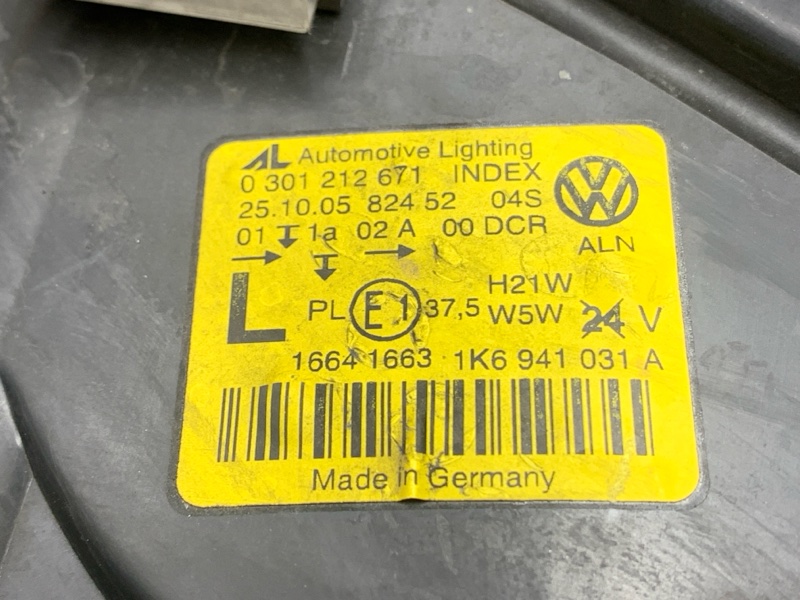 AL Automotive Lighting
0 301 212 671 INDEX
25.10.05 824 52 04S
01 1a 02 A 00 DCR
ALN
L
PL E1 37,5
H21W
W5W 24 V
1664 1663 1K6 941 031 A
Made in Germany